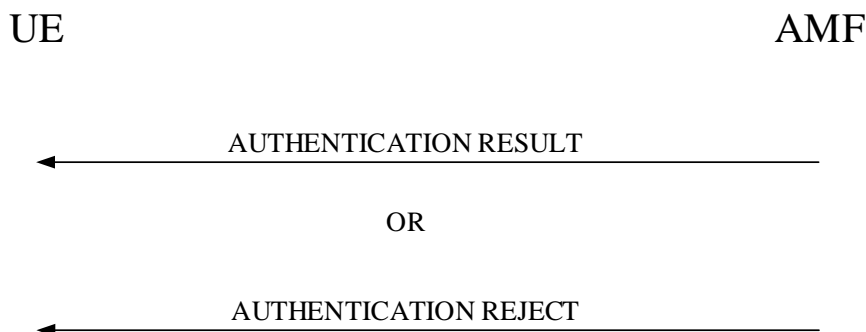 UE AMF
AUTHENTICATION RESULT
OR
AUTHENTICATION REJECT